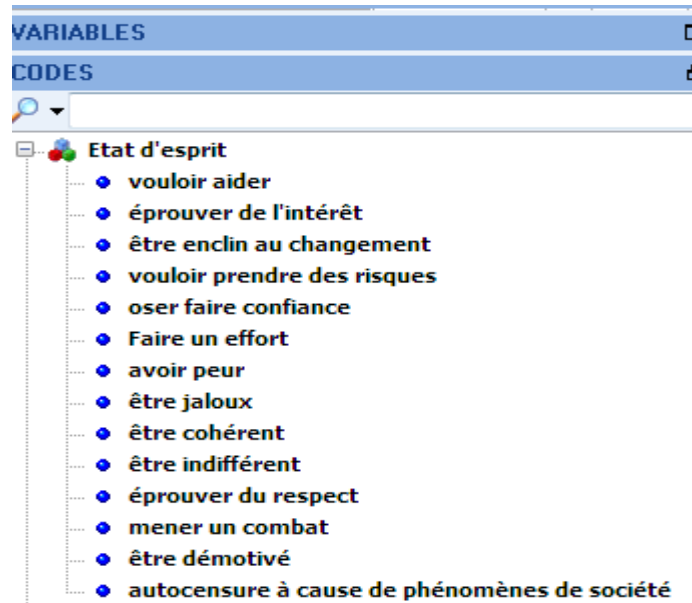 VARIABLES
CODES
Etat d'esprit
vouloir aider
éprouver de l'intérêt
être enclin au changement
vouloir prendre des risques
oser faire confiance
Faire un effort
avoir peur
être jaloux
être cohérent
être indifférent
éprouver du respect
mener un combat
être démotivé
autocensure à cause de phénomènes de société